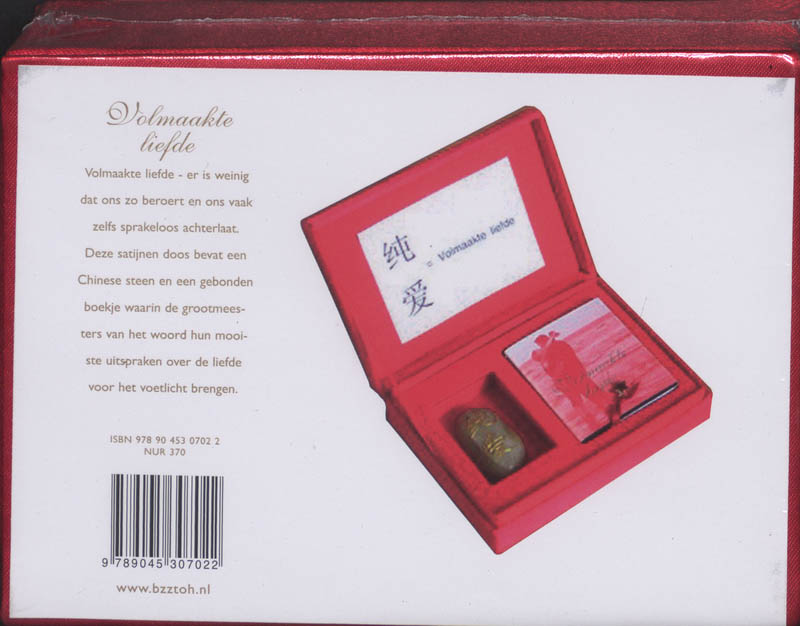 Volmaakte
liefde
Volmaakte liefde - er is weinig
dat ons zo beroert en ons vaak
zelfs sprakeloos achterlaat.
Deze satijnen doos bevat een
Chinese steen en een gebonden
boekje waarin de grootmees-
ters van het woord hun mooi-
ste uitspraken over de liefde
voor het voetlicht brengen.
ISBN 978 90 453 0702 2
NUR 370
9 789045 307022
www.bzztoh.nl
纯
爱
= Volmaakte liefde
Volmaakte
liefde